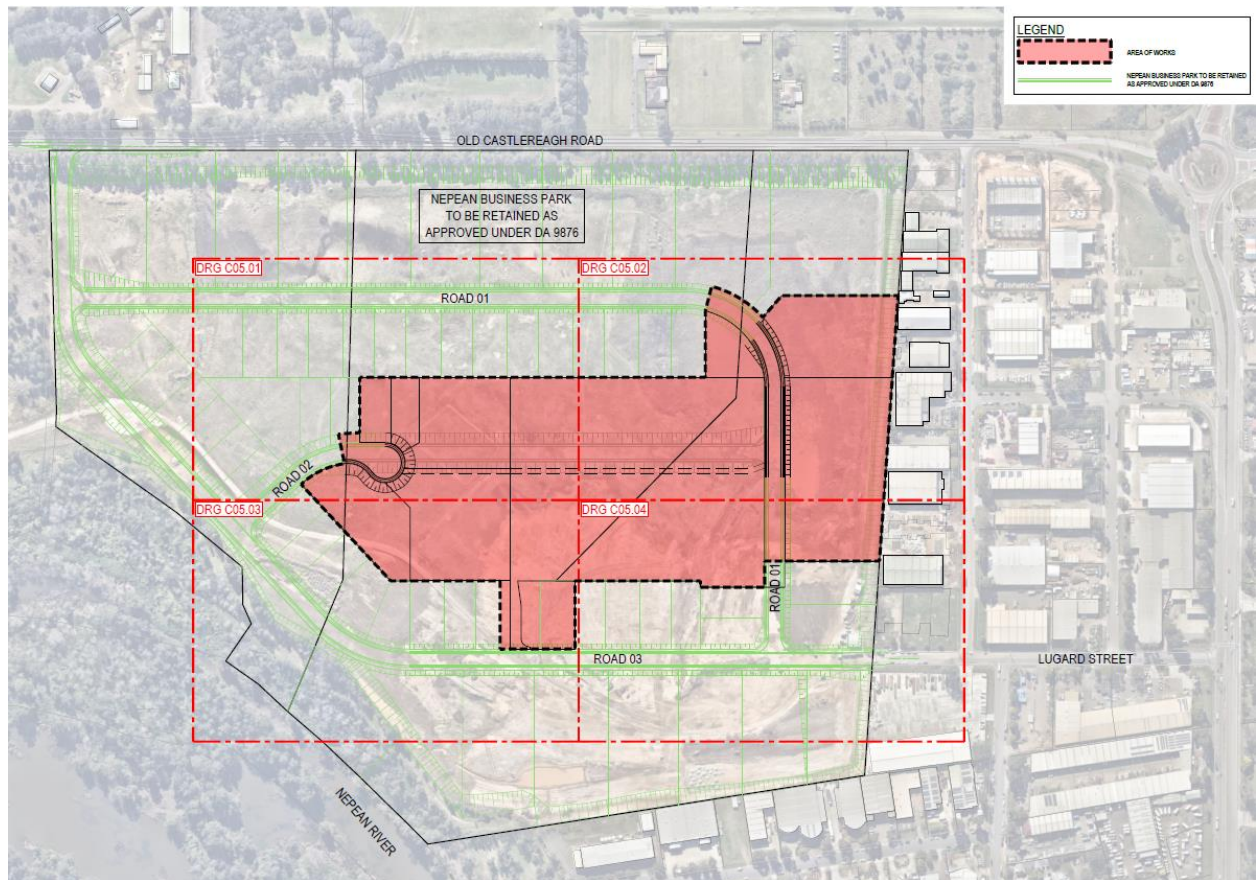 LEGEND
AREA OF WORKS
NEPEAN BUSINESS PARK TO BE RETAINED
AS APPROVED UNDER DA 9876
OLD CASTLEREAGH ROAD
NEPEAN BUSINESS PARK
TO BE RETAINED AS
APPROVED UNDER DA 9876
DRG C05.01
DRG C05.02
ROAD 01
ROAD 02
DRG C05.03
DRG C05.04
ROAD 01
ROAD 03
LUGARD STREET
NEPEAN RIVER